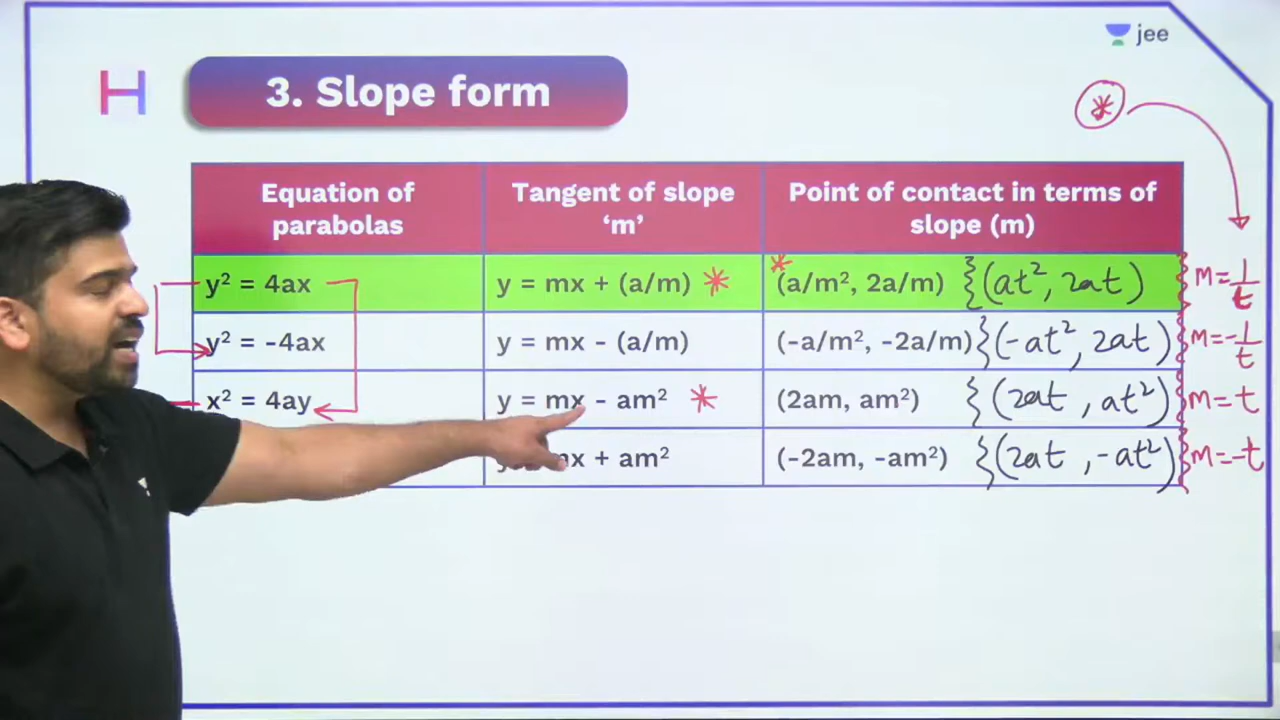 jee
H
3. Slope form
*
Equation of parabolas
Tangent of slope ‘m’
Point of contact in terms of slope (m)
y² = 4ax
y = mx + (a/m) *
* (a/m², 2a/m) {(at², 2at) } m=1/t
y² = -4ax
y = mx - (a/m)
(-a/m², -2a/m) {(-at², 2at) } m=-1/t
x² = 4ay
y = mx - am² *
(2am, am²) {(2at, at²) } m=t
mx + am²
(-2am, -am²) {(2at, -at²) } m=-t